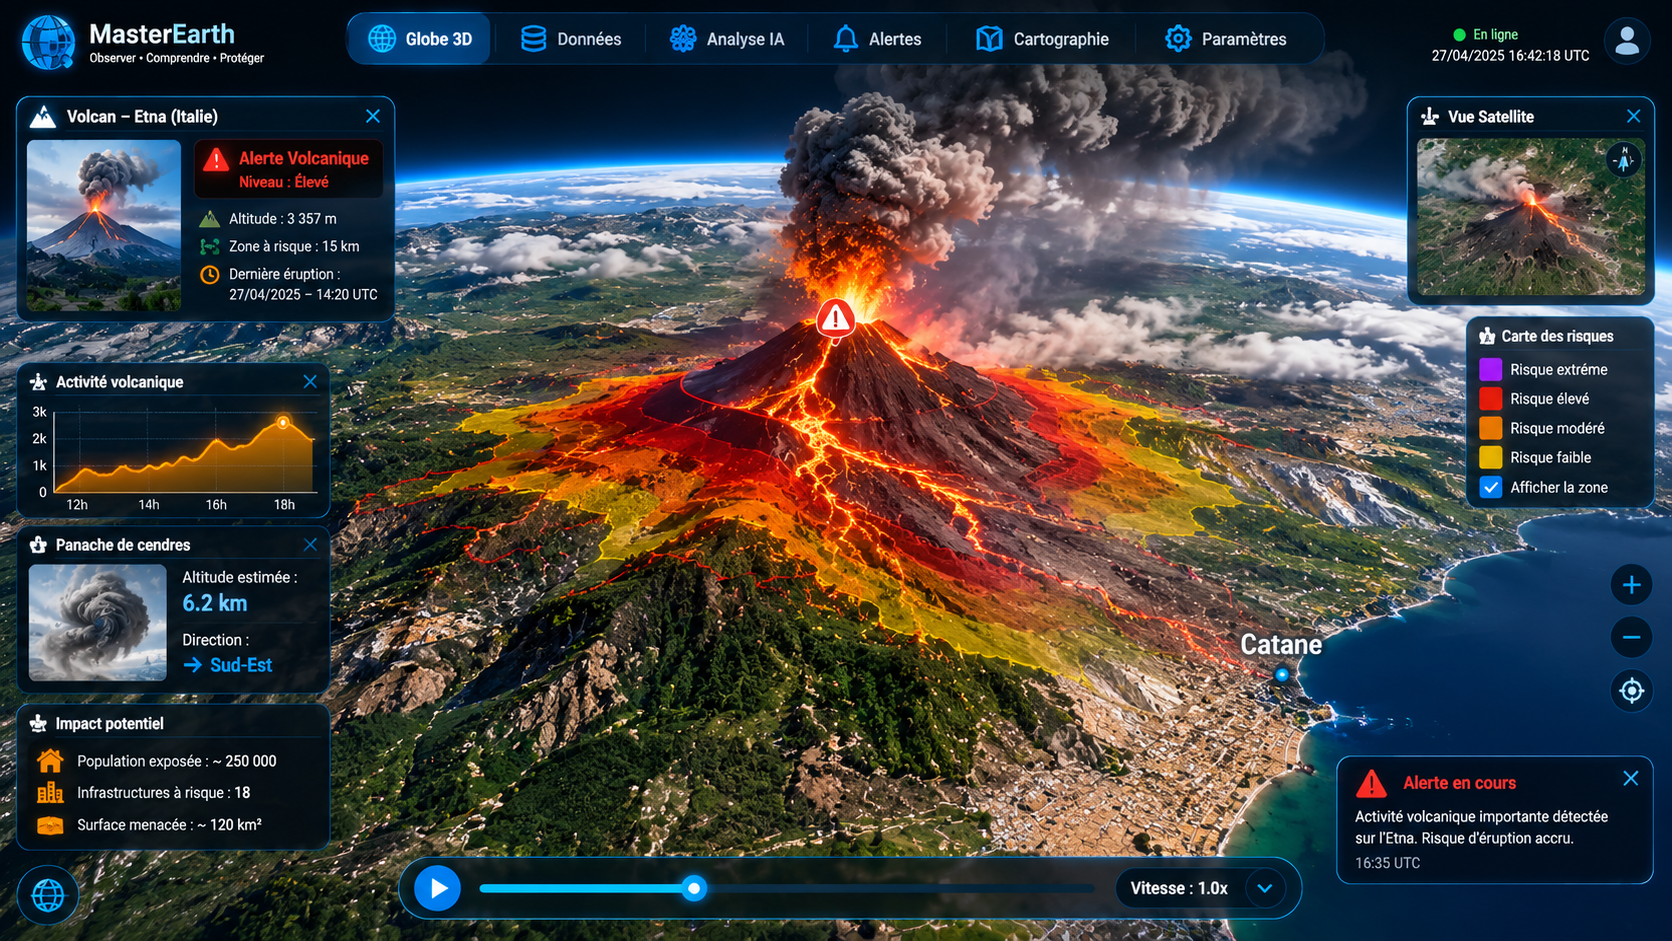 MasterEarth
Observer • Comprendre • Protéger
Globe 3D
Données
Analyse IA
Alertes
Cartographie
Paramètres
En ligne
27/04/2025 16:42:18 UTC
Volcan – Etna (Italie)
Alerte Volcanique
Niveau : Élevé
Altitude : 3 357 m
Zone à risque : 15 km
Dernière éruption :
27/04/2025 – 14:20 UTC
Activité volcanique
3k
2k
1k
0
12h
14h
16h
18h
Panache de cendres
Altitude estimée :
6.2 km
Direction :
→ Sud-Est
Impact potentiel
Population exposée : ~ 250 000
Infrastructures à risque : 18
Surface menacée : ~ 120 km²
Vue Satellite
N
Carte des risques
Risque extréme
Risque élevé
Risque modéré
Risque faible
Afficher la zone
Catane
Alerte en cours
Activité volcanique importante détectée
sur l'Etna. Risque d'éruption accru.
16:35 UTC
Vitesse : 1.0x